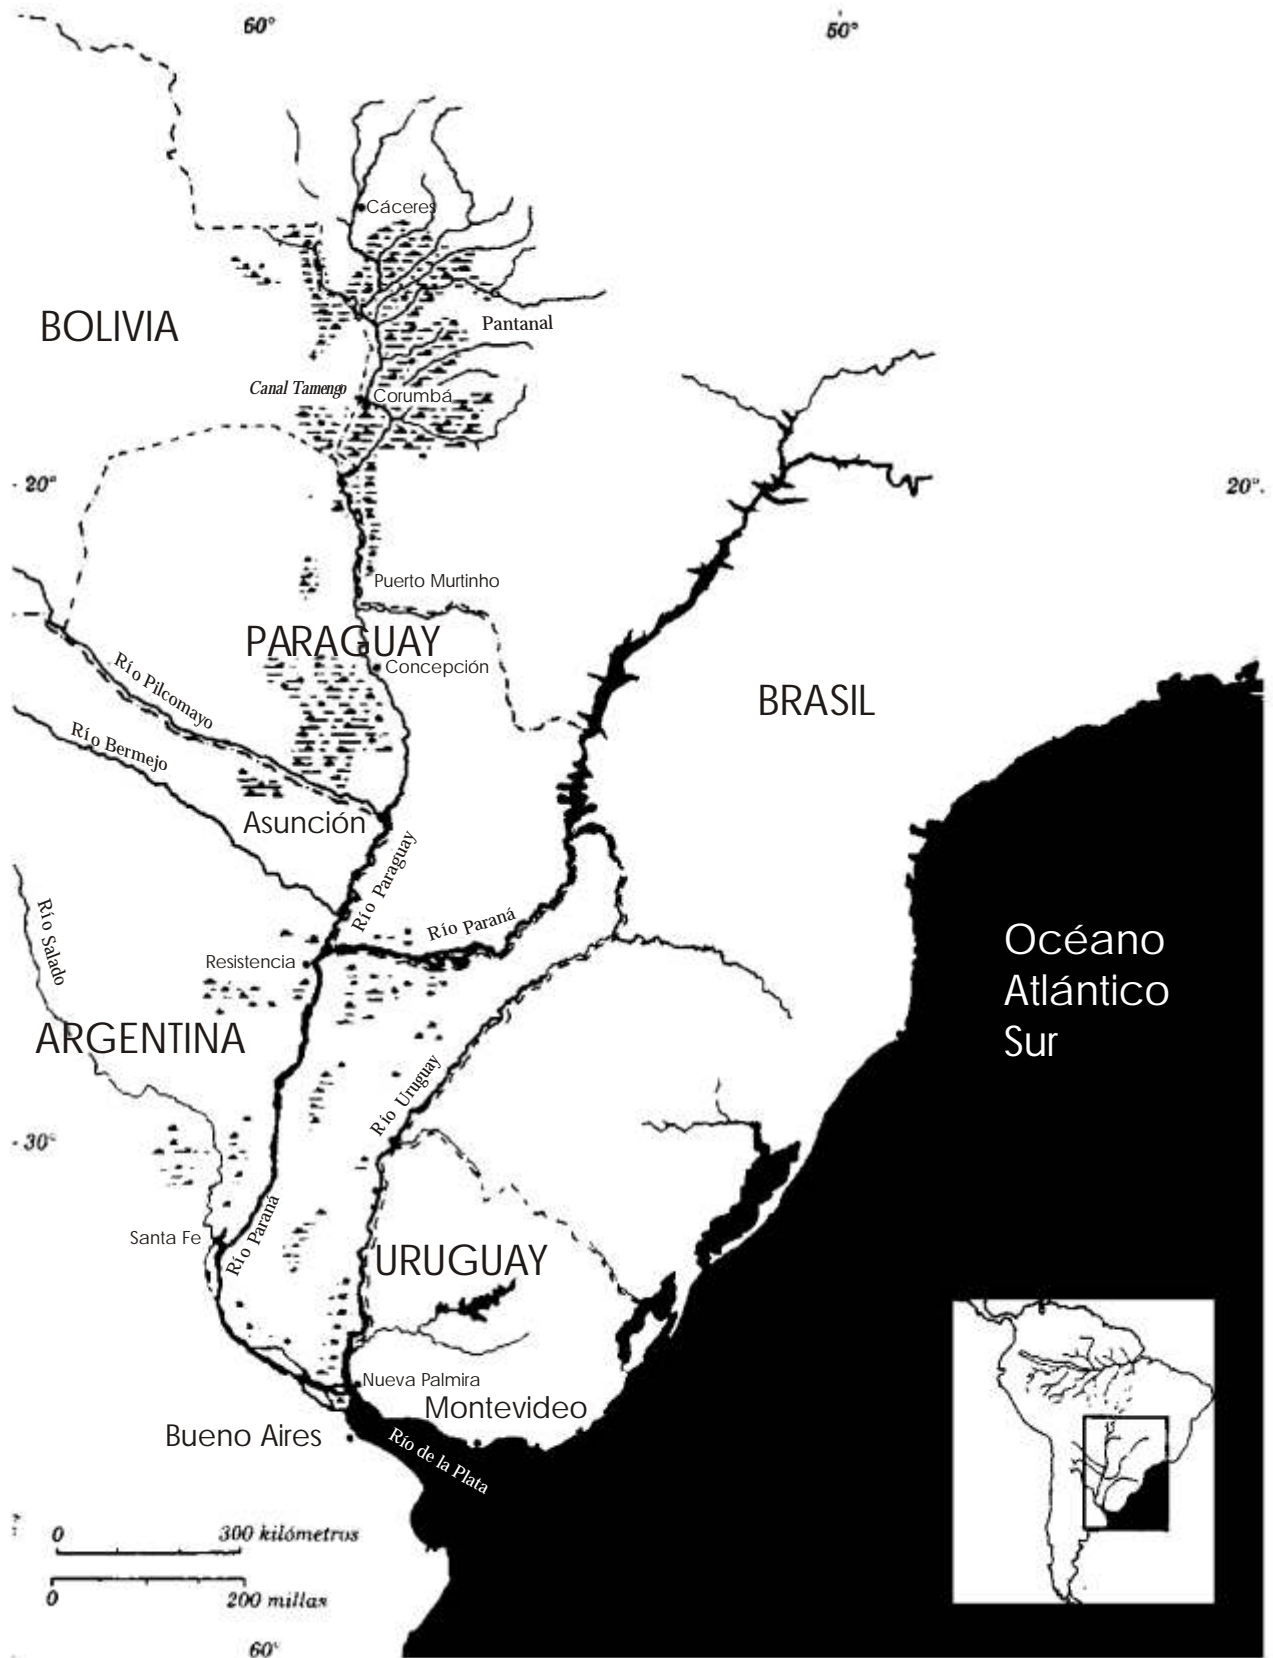 60°
50°
Cáceres
BOLIVIA
Pantanal
Canal Tamengo
Corumbá
20°
20°
Puerto Murtinho
PARAGUAY
Concepción
Río Pilcomayo
BRASIL
Río Bermejo
Asunción
Río Paraguay
Río Salado
Río Paraná
Océano
Atlántico
Sur
Resistencia
ARGENTINA
Río Uruguay
30°
Río Paraná
Santa Fe
URUGUAY
Nueva Palmira
Montevideo
Bueno Aires
Río de la Plata
0 300 kilómetros
0 200 millas
60°